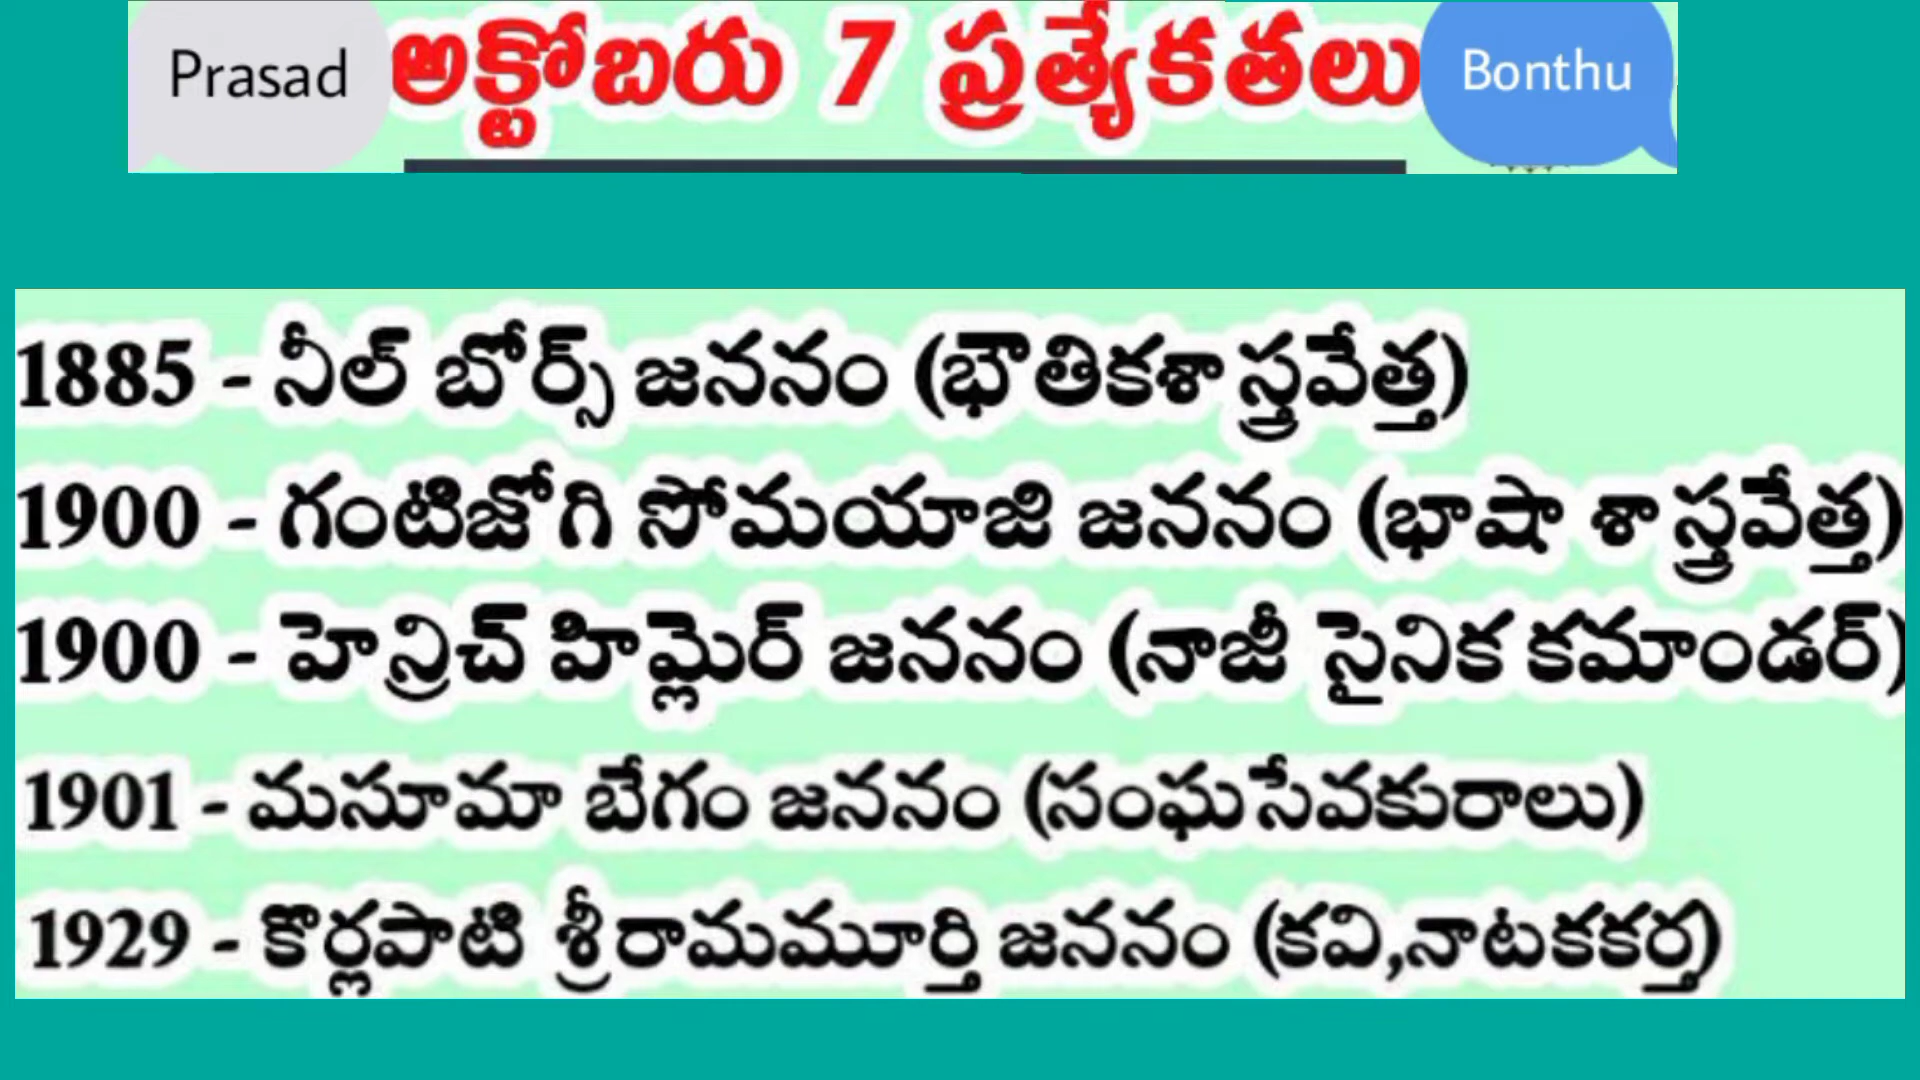 Prasad అక్టోబరు 7 ప్రత్యేకతలు Bonthu
1885 - నీల్ బోర్స్ జననం (భౌతికశాస్త్రవేత్త)
1900 - గంటిజోగి సోమయాజి జననం (భాషా శాస్త్రవేత్త)
1900 - హెన్రిచ్ హిమ్లెర్ జననం (నాజీ సైనిక కమాండర్)
1901 - మసూమా బేగం జననం (సంఘసేవకురాలు)
1929 - కొర్లపాటి శ్రీరామమూర్తి జననం (కవి,నాటకకర్త)